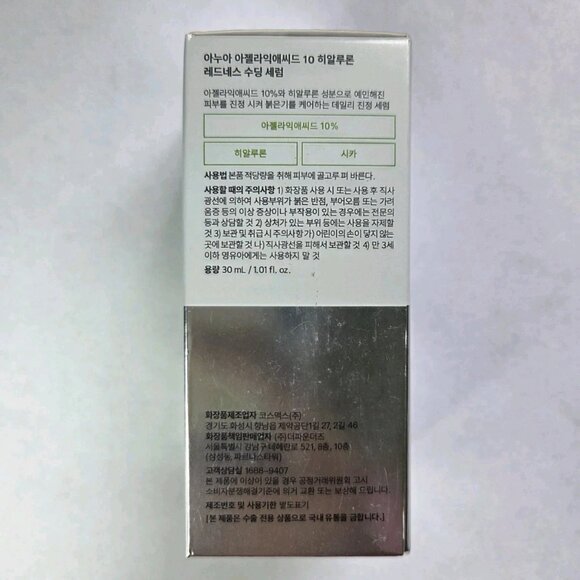 아누아 아젤라익애씨드 10 히알루론
레드네스 수딩 세럼
아젤라익애씨드 10%와 히알루론 성분으로 예민해진
피부를 진정 시켜 붉은기를 케어하는 데일리 진정 세럼
아젤라익애씨드 10%
히알루론 시카
사용법 본품 적당량을 취해 피부에 골고루 펴 바른다.
사용할 때의 주의사항 1) 화장품 사용 시 또는 사용 후 직사
광선에 의하여 사용부위가 붉은 반점, 부어오름 또는 가려
움증 등의 이상 증상이나 부작용이 있는 경우에는 전문의
등과 상담할 것 2) 상처가 있는 부위 등에는 사용을 자제할
것 3) 보관 및 취급 시 주의사항 가) 어린이의 손이 닿지 않는
곳에 보관할 것 나) 직사광선을 피해서 보관할 것 4) 만 3세
이하 영유아에게는 사용하지 말 것
용량 30 mL / 1.01 fl. oz.
화장품제조업자 코스맥스(주)
경기도 화성시 향남읍 제약공단1길 27, 2길 46
화장품책임판매업자 (주)더파운더즈
서울특별시 강남구 테헤란로 521, 8층, 10층
(삼성동, 파르나스타워)
고객상담실 1688-9407
본 제품에 이상이 있을 경우 공정거래위원회 고시
소비자분쟁해결기준에 의거 교환 또는 보상해 드립니다.
제조번호 및 사용기한 별도표기
[본 제품은 수출 전용 상품으로 국내 유통을 금합니다.]